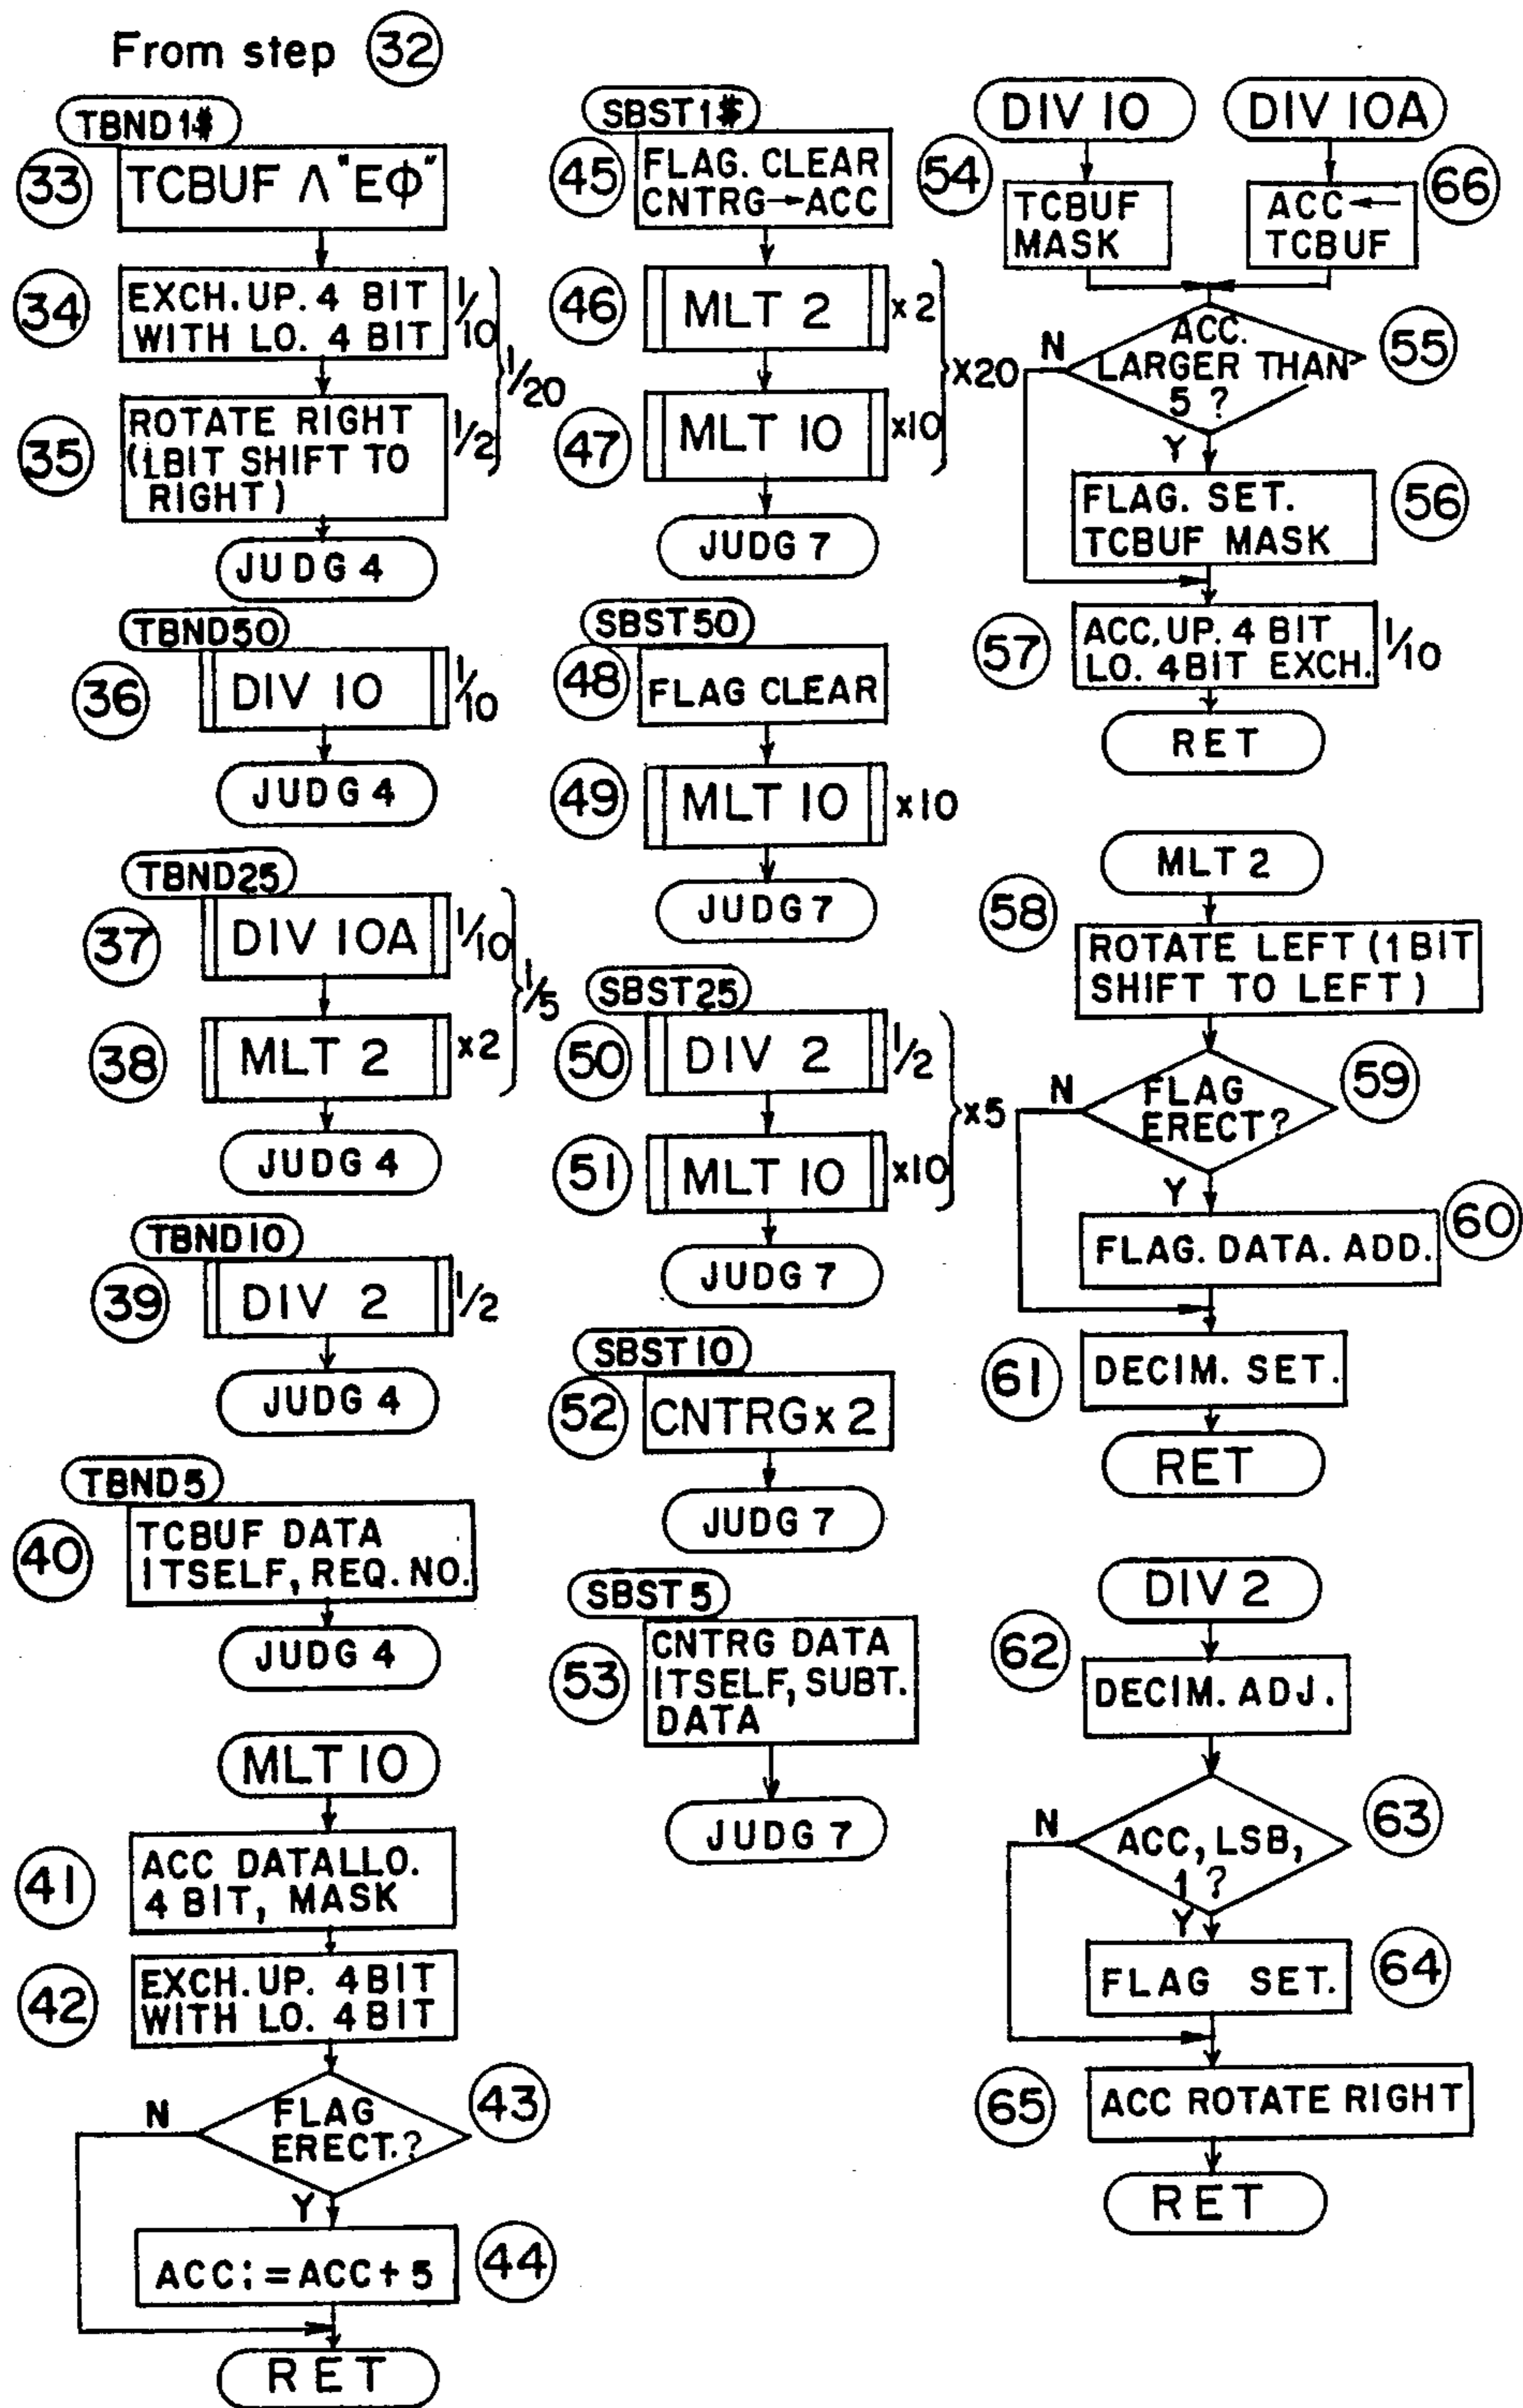 From step 32
TBND1$
33 TCBUF Λ "EΦ"
34 EXCH. UP. 4 BIT
WITH LO. 4 BIT
1/10
35 ROTATE RIGHT
(1BIT SHIFT TO
RIGHT)
1/2
1/20
JUDG 4
TBND50
36 DIV 10 1/10
JUDG 4
TBND25
37 DIV 10A 1/10
1/5
38 MLT 2 x2
JUDG 4
TBND10
39 DIV 2 1/2
JUDG 4
TBND5
40 TCBUF DATA
ITSELF, REQ. NO.
JUDG 4
MLT 10
41 ACC DATALLO.
4 BIT, MASK
42 EXCH. UP. 4 BIT
WITH LO. 4 BIT
43
N FLAG
ERECT.?
Y
ACC:=ACC+5 44
RET
SBST1$
45 FLAG. CLEAR
CNTRG→ACC
46 MLT 2 x2
x20
47 MLT 10 x10
JUDG 7
SBST50
48 FLAG CLEAR
49 MLT 10 x10
JUDG 7
SBST25
50 DIV 2 1/2
x5
51 MLT 10 x10
JUDG 7
SBST10
52 CNTRG x 2
JUDG 7
SBST5
53 CNTRG DATA
ITSELF, SUBT.
DATA
JUDG 7
DIV 10 DIV 10A
54 TCBUF
MASK
ACC←
TCBUF 66
N ACC.
LARGER THAN
5 ?
55
Y
FLAG. SET.
TCBUF MASK
56
57 ACC, UP. 4 BIT
LO. 4BIT EXCH.
1/10
RET
MLT 2
58 ROTATE LEFT (1 BIT
SHIFT TO LEFT)
N FLAG
ERECT?
59
Y
FLAG. DATA. ADD. 60
61 DECIM. SET.
RET
DIV 2
62 DECIM. ADJ.
N ACC, LSB,
1 ?
63
Y
FLAG SET. 64
65 ACC ROTATE RIGHT
RET